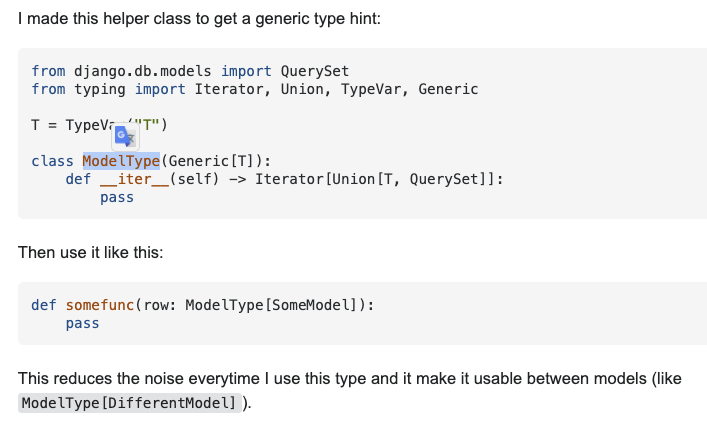 I made this helper class to get a generic type hint:
from django.db.models import QuerySet
from typing import Iterator, Union, TypeVar, Generic
T = TypeVar("T")
class ModelType(Generic[T]):
    def __iter__(self) -> Iterator[Union[T, QuerySet]]:
        pass
Then use it like this:
def somefunc(row: ModelType[SomeModel]):
    pass
This reduces the noise everytime I use this type and it make it usable between models (like
ModelType[DifferentModel] ).